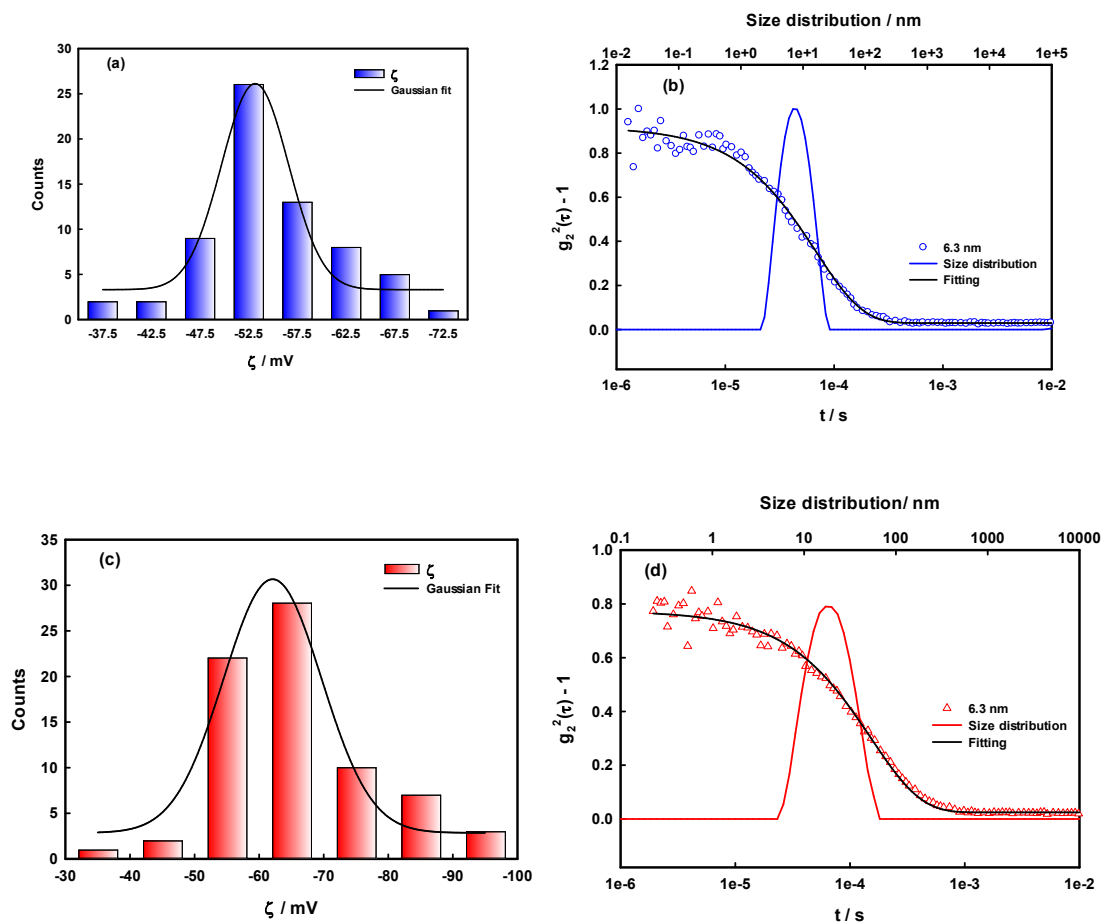 (a)
30
25
20
15
10
5
0
Counts
ζ
Gaussian fit
-37.5 -42.5 -47.5 -52.5 -57.5 -62.5 -67.5 -72.5
ζ / mV
Size distribution / nm
1e-2 1e-1 1e+0 1e+1 1e+2 1e+3 1e+4 1e+5
(b)
1.2
1.0
0.8
0.6
0.4
0.2
0.0
g₂²(τ) - 1
6.3 nm
Size distribution
Fitting
1e-6 1e-5 1e-4 1e-3 1e-2
t / s
(c)
35
30
25
20
15
10
5
0
Counts
ζ
Gaussian Fit
-30 -40 -50 -60 -70 -80 -90 -100
ζ / mV
Size distribution/ nm
0.1 1 10 100 1000 10000
(d)
1.0
0.8
0.6
0.4
0.2
0.0
g₂²(τ) - 1
6.3 nm
Size distribution
Fitting
1e-6 1e-5 1e-4 1e-3 1e-2
t / s